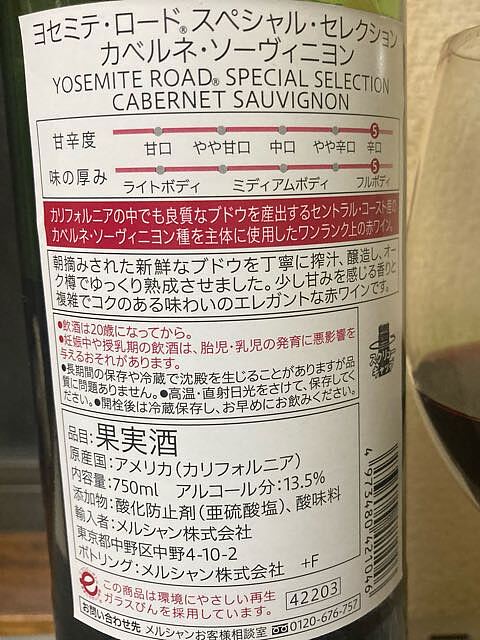 ヨセミテ・ロード®スペシャル・セレクション
カベルネ・ソーヴィニヨン
YOSEMITE ROAD® SPECIAL SELECTION
CABERNET SAUVIGNON
甘辛度 5
甘口 やや甘口 中口 やや辛口 辛口
味の厚み 5
ライトボディ ミディアムボディ フルボディ
カリフォルニアの中でも良質なブドウを産出するセントラル・コースト産の
カベルネ・ソーヴィニヨン種を主体に使用したワンランク上の赤ワイン。
朝摘みされた新鮮なブドウを丁寧に搾汁、醸造し、オー
ク樽でゆっくり熟成させました。少し甘みを感じる香りと
複雑でコクのある味わいのエレガントな赤ワインです。
●飲酒は20歳になってから。
●妊娠中や授乳期の飲酒は、胎児・乳児の発育に悪影響を
与えるおそれがあります。
●長期間の保存や冷蔵で沈殿を生じることがありますが品
質に問題ありません。●高温・直射日光をさけて、保存してく
ださい。●開栓後は冷蔵保存し、お早めにお飲みください。
スクリュー
キャップ
品目:果実酒
原産国:アメリカ(カリフォルニア)
内容量:750ml アルコール分:13.5%
添加物:酸化防止剤(亜硫酸塩)、酸味料
輸入者:メルシャン株式会社
東京都中野区中野4-10-2
ボトリング:メルシャン株式会社 +F
4973480427046
この商品は環境にやさしい再生
ガラスびんを採用しています。
42203
お問い合わせ先 メルシャンお客様相談室 0120-676-757